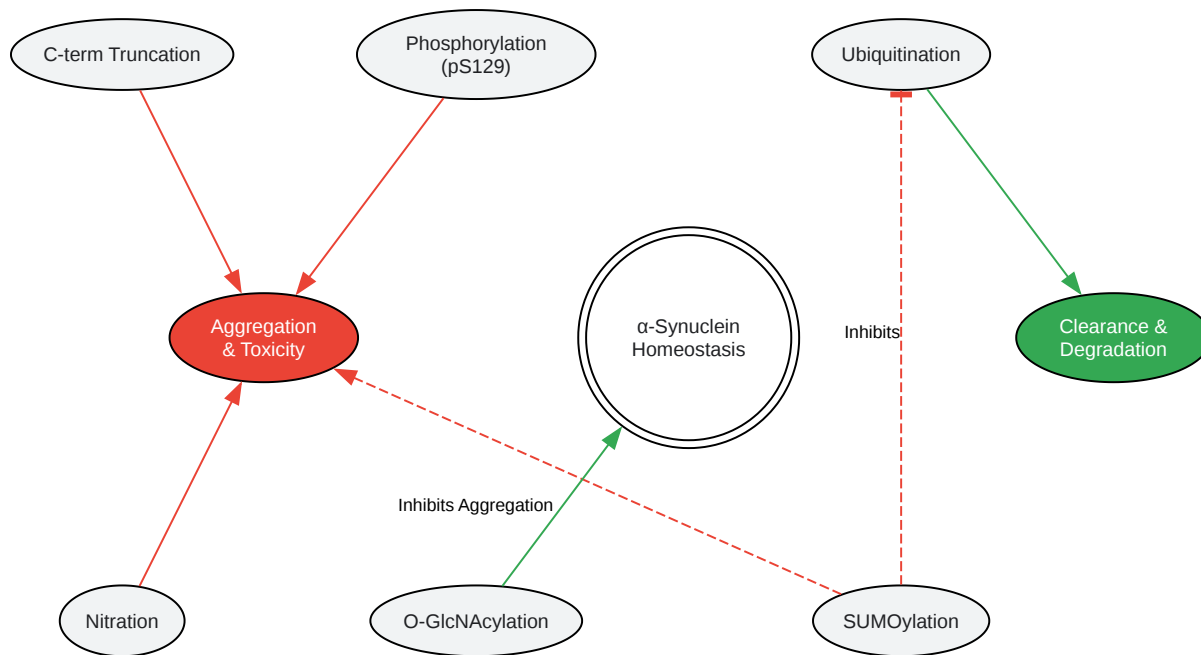 C-term Truncation
Phosphorylation
(pS129)
Ubiquitination
Aggregation
& Toxicity
α-Synuclein
Homeostasis
Inhibits
Clearance &
Degradation
Inhibits Aggregation
Nitration
O-GlcNAcylation
SUMOylation